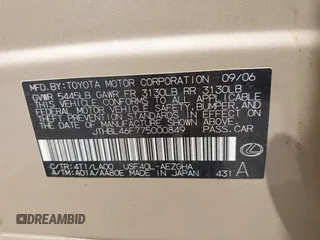 MFD.BY:TOYOTA MOTOR CORPORATION 09/06
GVWR 5445LB GAWR FR 3130LB RR 3130LB
THIS VEHICLE CONFORMS TO ALL APPLICABLE
FEDERAL MOTOR VEHICLE SAFETY, BUMPER,
AND THEFT PREVENTION STANDARDS IN EFFECT
ON THE DATE OF MANUFACTURE SHOWN ABOVE.
JTHBL46F775000849 PASS.CAR
C/TR:4T1/LA00 USF40L-AEZGHA
A/TM:A01A/AA80E MADE IN JAPAN 431 A
DREAMBID